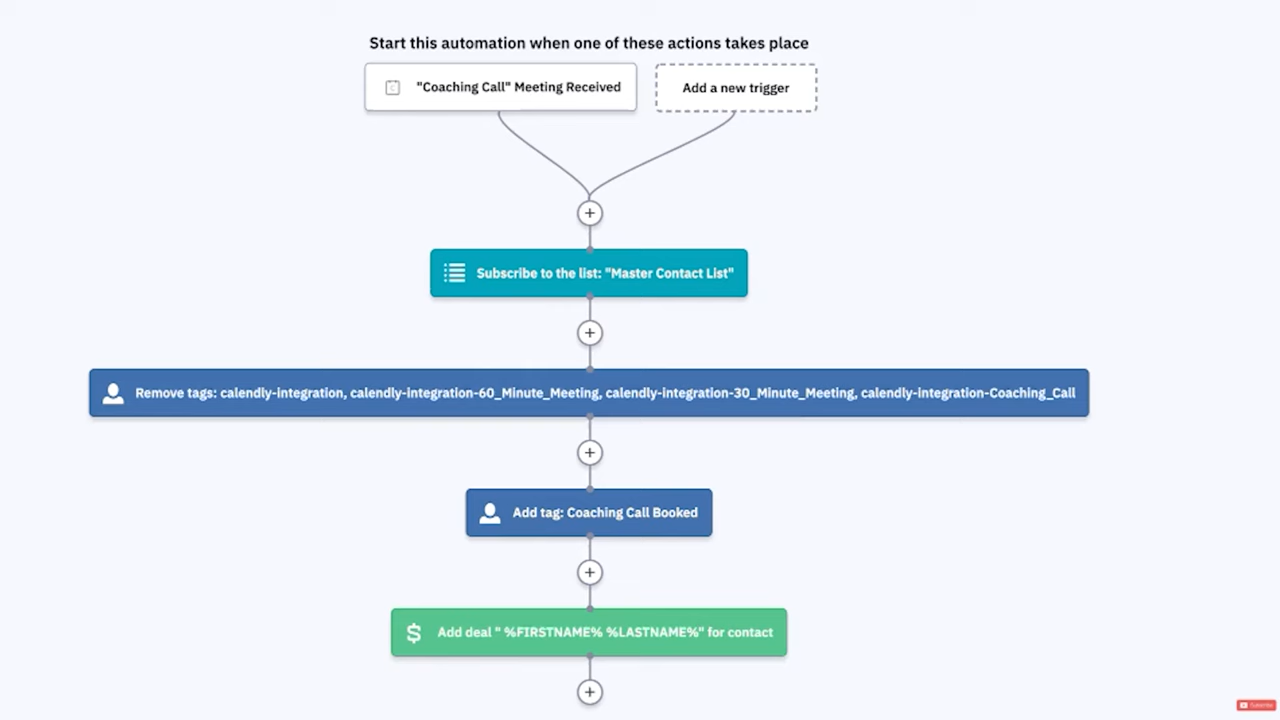 Start this automation when one of these actions takes place
"Coaching Call" Meeting Received
Add a new trigger
Subscribe to the list: "Master Contact List"
Remove tags: calendly-integration, calendly-integration-60_Minute_Meeting, calendly-integration-30_Minute_Meeting, calendly-integration-Coaching_Call
Add tag: Coaching Call Booked
Add deal " %FIRSTNAME% %LASTNAME%" for contact